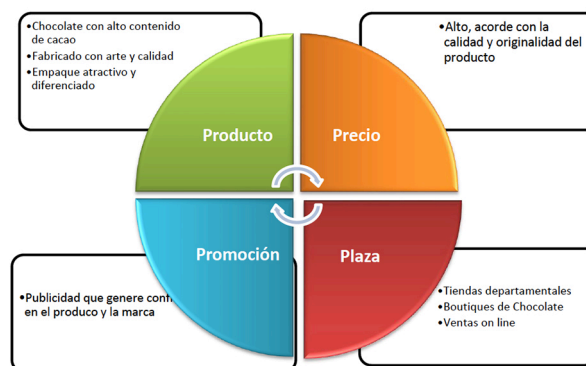 •Chocolate con alto contenido
de cacao
•Fabricado con arte y calidad
•Empaque atractivo y
diferenciado
•Alto, acorde con la
calidad y originalidad del
producto
Producto
Precio
Promoción
Plaza
•Publicidad que genere
en el produco y la marca
•Tiendas departamentales
•Boutiques de Chocolate
•Ventas on line